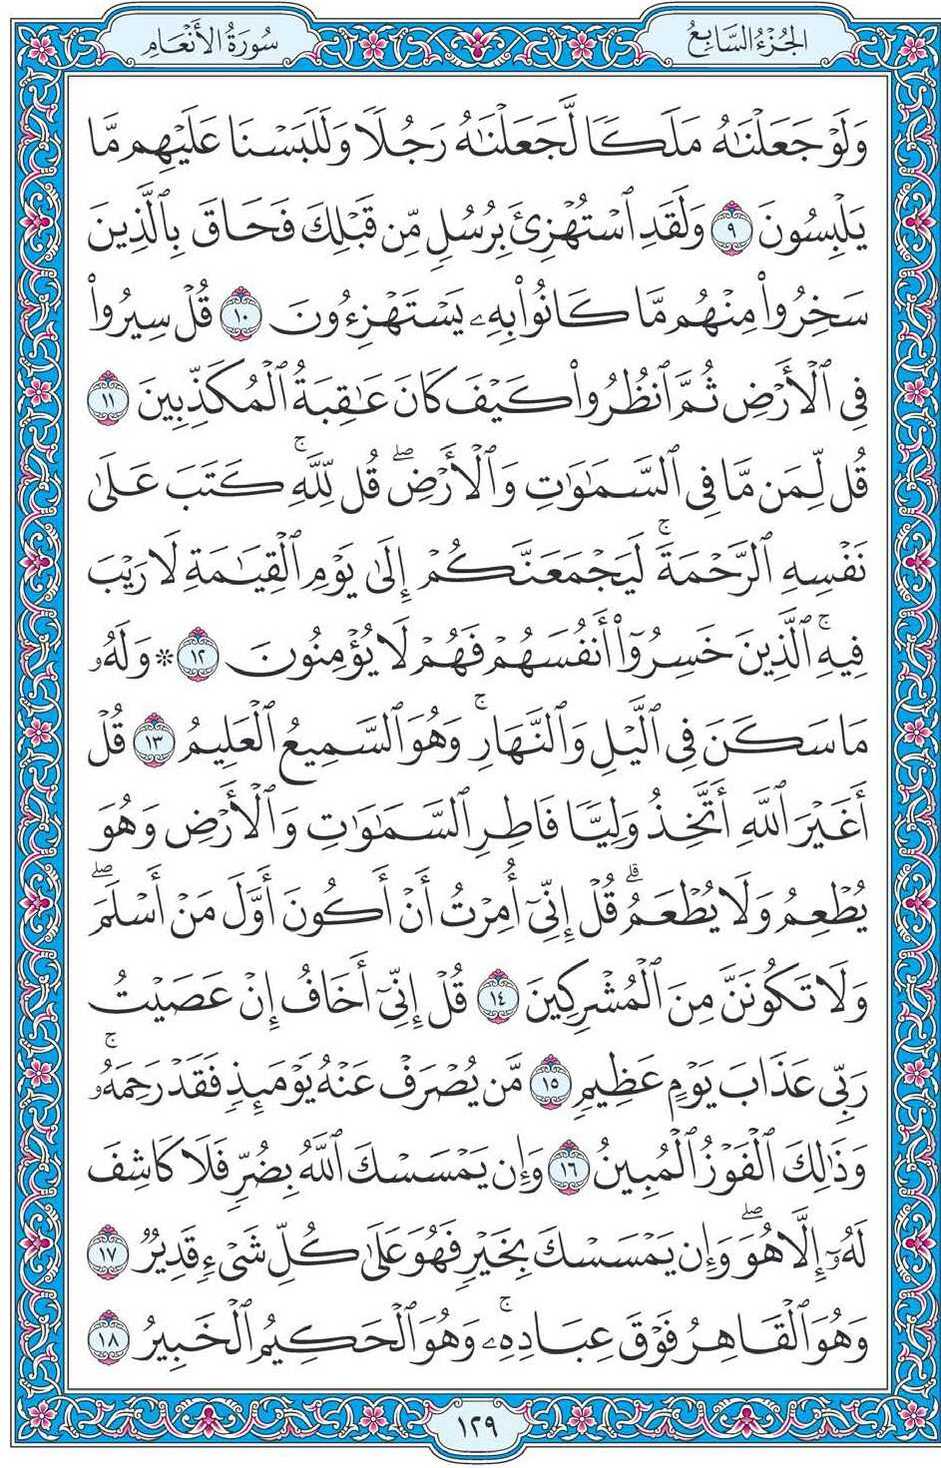 سُورَةُ الأَنْعَام
الجُزْءُ السَّابِعُ
وَلَوْ جَعَلْنَٰهُ مَلَكًا لَّجَعَلْنَٰهُ رَجُلًا وَلَلَبَسْنَا عَلَيْهِم مَّا
يَلْبِسُونَ ٩ وَلَقَدِ ٱسْتُهْزِئَ بِرُسُلٍ مِّن قَبْلِكَ فَحَاقَ بِٱلَّذِينَ
سَخِرُوا۟ مِنْهُم مَّا كَانُوا۟ بِهِۦ يَسْتَهْزِءُونَ ١٠ قُلْ سِيرُوا۟
فِى ٱلْأَرْضِ ثُمَّ ٱنظُرُوا۟ كَيْفَ كَانَ عَٰقِبَةُ ٱلْمُكَذِّبِينَ ١١
قُل لِّمَن مَّا فِى ٱلسَّمَٰوَٰتِ وَٱلْأَرْضِ ۖ قُل لِّلَّهِ ۚ كَتَبَ عَلَىٰ
نَفْسِهِ ٱلرَّحْمَةَ ۚ لَيَجْمَعَنَّكُمْ إِلَىٰ يَوْمِ ٱلْقِيَٰمَةِ لَا رَيْبَ
فِيهِ ۚ ٱلَّذِينَ خَسِرُوٓا۟ أَنفُسَهُمْ فَهُمْ لَا يُؤْمِنُونَ ١٢ * وَلَهُۥ
مَا سَكَنَ فِى ٱلَّيْلِ وَٱلنَّهَارِ ۚ وَهُوَ ٱلسَّمِيعُ ٱلْعَلِيمُ ١٣ قُلْ
أَغَيْرَ ٱللَّهِ أَتَّخِذُ وَلِيًّا فَاطِرِ ٱلسَّمَٰوَٰتِ وَٱلْأَرْضِ وَهُوَ
يُطْعِمُ وَلَا يُطْعَمُ ۗ قُلْ إِنِّىٓ أُمِرْتُ أَنْ أَكُونَ أَوَّلَ مَنْ أَسْلَمَ ۖ
وَلَا تَكُونَنَّ مِنَ ٱلْمُشْرِكِينَ ١٤ قُلْ إِنِّىٓ أَخَافُ إِنْ عَصَيْتُ
رَبِّى عَذَابَ يَوْمٍ عَظِيمٍ ١٥ مَّن يُصْرَفْ عَنْهُ يَوْمَئِذٍ فَقَدْ رَحِمَهُۥ ۚ
وَذَٰلِكَ ٱلْفَوْزُ ٱلْمُبِينُ ١٦ وَإِن يَمْسَسْكَ ٱللَّهُ بِضُرٍّ فَلَا كَاشِفَ
لَهُۥٓ إِلَّا هُوَ ۖ وَإِن يَمْسَسْكَ بِخَيْرٍ فَهُوَ عَلَىٰ كُلِّ شَىْءٍ قَدِيرٌ ١٧
وَهُوَ ٱلْقَاهِرُ فَوْقَ عِبَادِهِۦ ۚ وَهُوَ ٱلْحَكِيمُ ٱلْخَبِيرُ ١٨
١٢٩